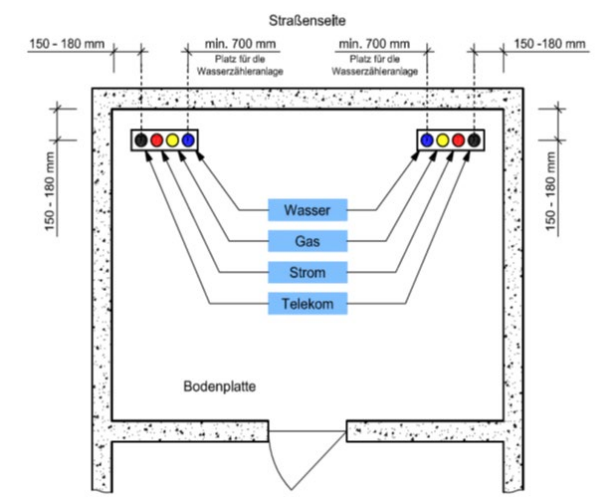 Straßenseite
150 - 180 mm
min. 700 mm
Platz für die
Wasserzähleranlage
min. 700 mm
Platz für die
Wasserzähleranlage
150 -180 mm
150 - 180 mm
150 - 180 mm
Wasser
Gas
Strom
Telekom
Bodenplatte